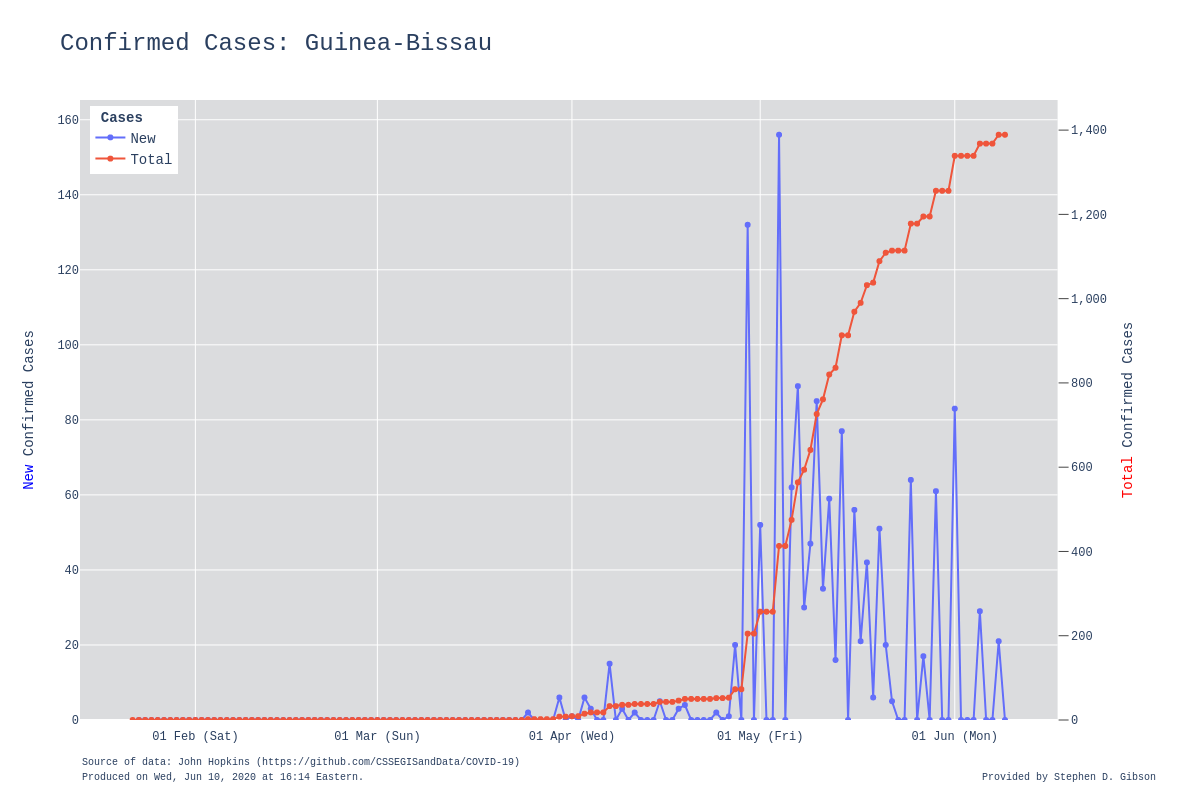 Confirmed Cases: Guinea-Bissau
Cases
New
Total
160
140
120
100
80
60
40
20
0
1,400
1,200
1,000
800
600
400
200
0
New Confirmed Cases
Total Confirmed Cases
01 Feb (Sat)
01 Mar (Sun)
01 Apr (Wed)
01 May (Fri)
01 Jun (Mon)
Source of data: John Hopkins (https://github.com/CSSEGISandData/COVID-19)
Produced on Wed, Jun 10, 2020 at 16:14 Eastern.
Provided by Stephen D. Gibson